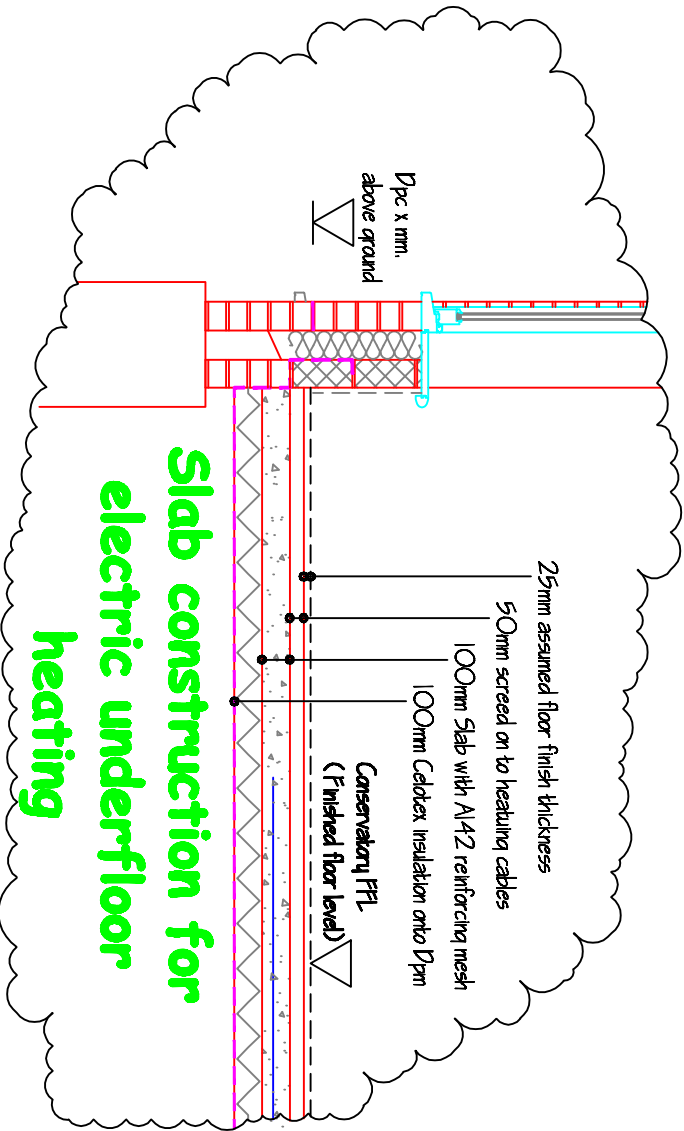 Dpc x mm.
above ground
25mm assumed floor finish thickness
50mm screed on to heatuing cables
100mm Slab with A142 reinforcing mesh
100mm Celotex insulation onto Dpm
Conservatory FFL
(Finished floor level)
Slab construction for
electric underfloor
heating